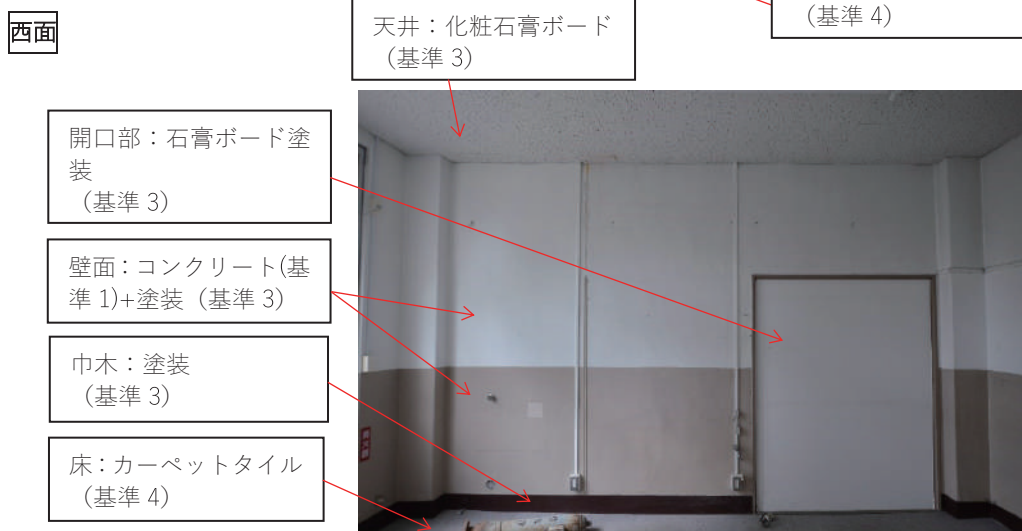 (基準 4)
西面
天井：化粧石膏ボード
（基準 3）
開口部：石膏ボード塗
装
（基準 3）
壁面：コンクリート(基
準 1)+塗装（基準 3）
巾木：塗装
（基準 3）
床：カーペットタイル
（基準 4）